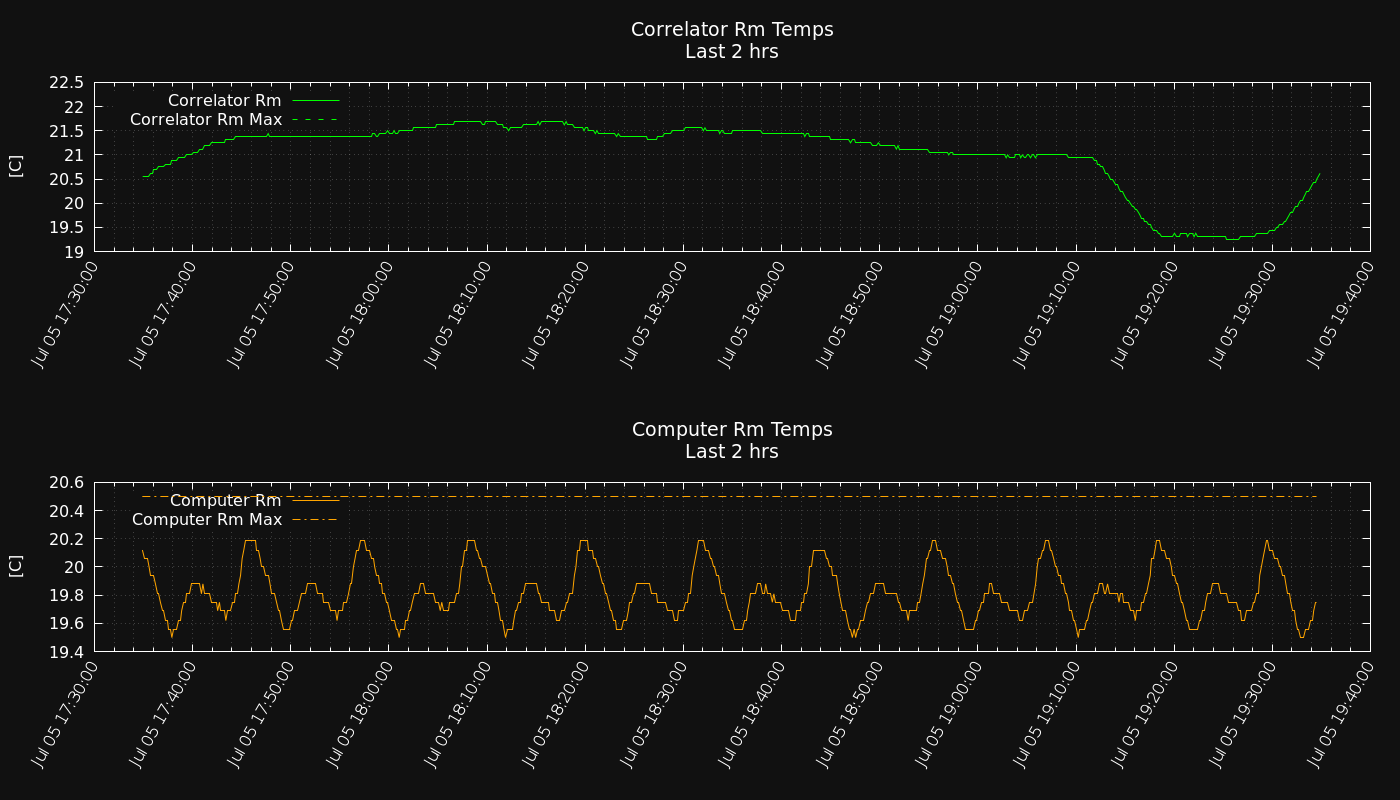 Correlator Rm Temps
Last 2 hrs
22.5
22
21.5
21
20.5
20
19.5
19
[C]
Correlator Rm
Correlator Rm Max
Jul 05 17:30:00
Jul 05 17:40:00
Jul 05 17:50:00
Jul 05 18:00:00
Jul 05 18:10:00
Jul 05 18:20:00
Jul 05 18:30:00
Jul 05 18:40:00
Jul 05 18:50:00
Jul 05 19:00:00
Jul 05 19:10:00
Jul 05 19:20:00
Jul 05 19:30:00
Jul 05 19:40:00
Computer Rm Temps
Last 2 hrs
20.6
20.4
20.2
20
19.8
19.6
19.4
[C]
Computer Rm
Computer Rm Max
Jul 05 17:30:00
Jul 05 17:40:00
Jul 05 17:50:00
Jul 05 18:00:00
Jul 05 18:10:00
Jul 05 18:20:00
Jul 05 18:30:00
Jul 05 18:40:00
Jul 05 18:50:00
Jul 05 19:00:00
Jul 05 19:10:00
Jul 05 19:20:00
Jul 05 19:30:00
Jul 05 19:40:00